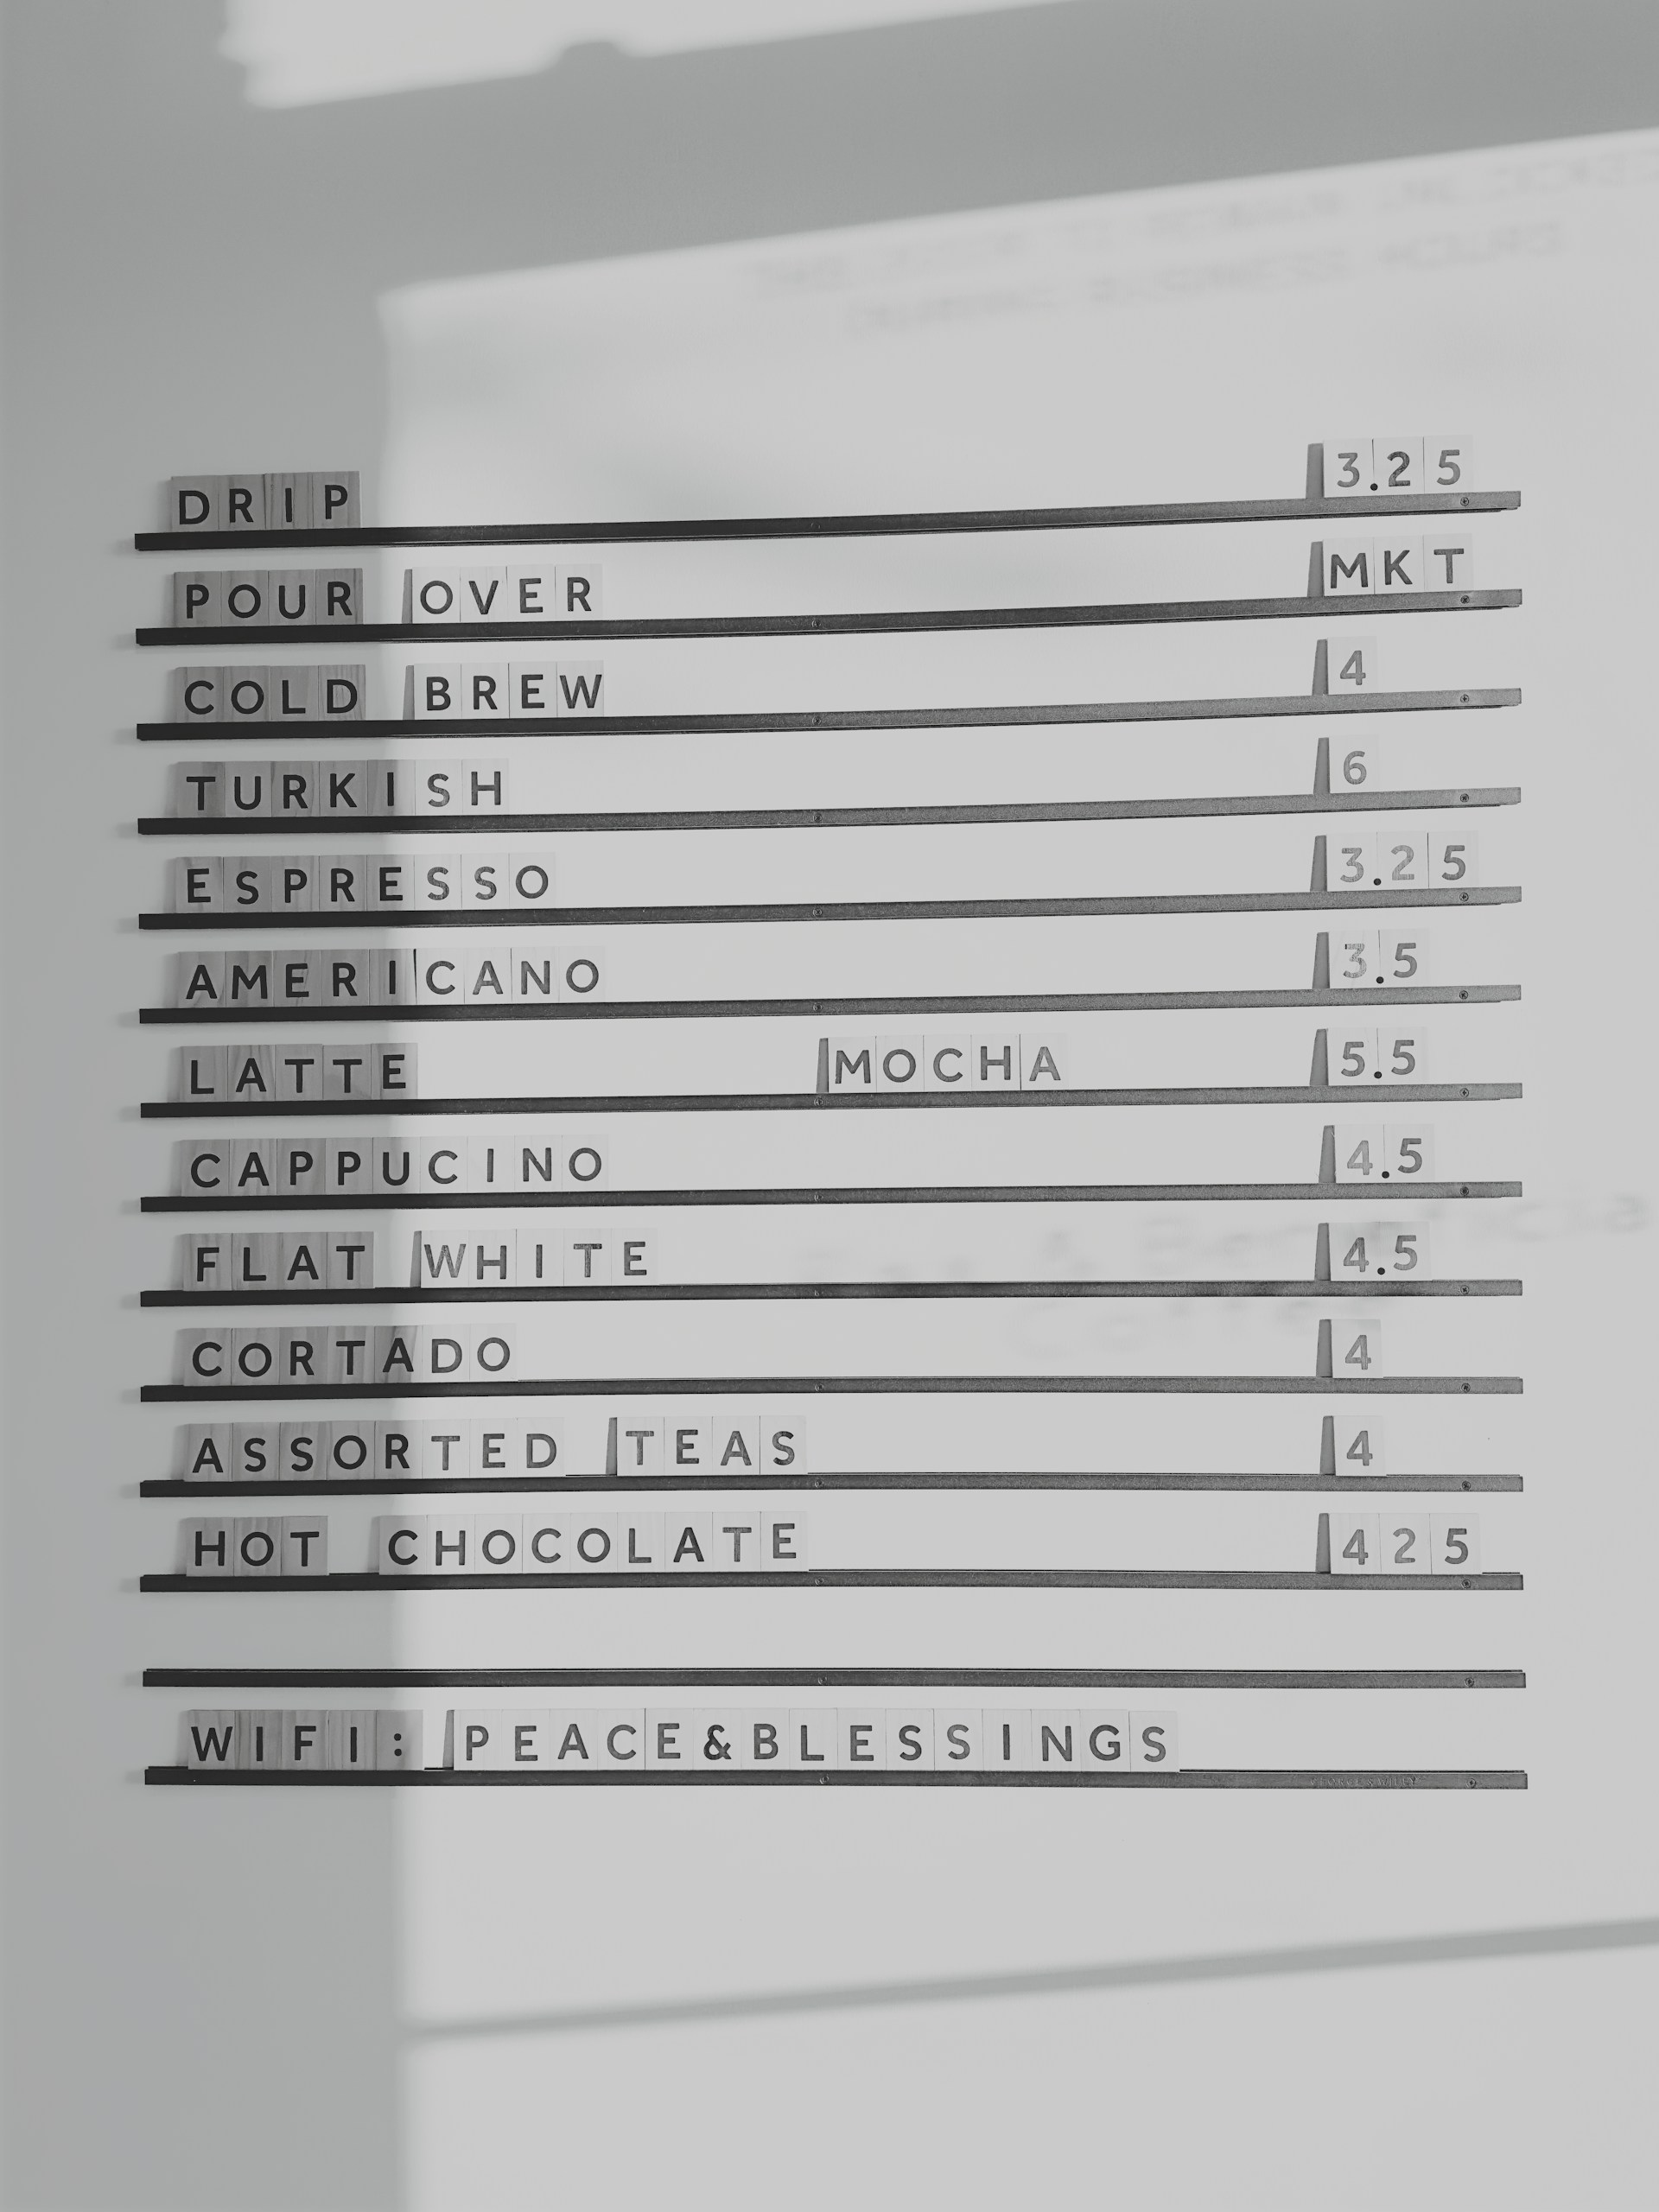 DRIP 3.25
POUR OVER MKT
COLD BREW 4
TURKISH 6
ESPRESSO 3.25
AMERICANO 3.5
LATTE MOCHA 5.5
CAPPUCINO 4.5
FLAT WHITE 4.5
CORTADO 4
ASSORTED TEAS 4
HOT CHOCOLATE 425
WIFI: PEACE&BLESSINGS